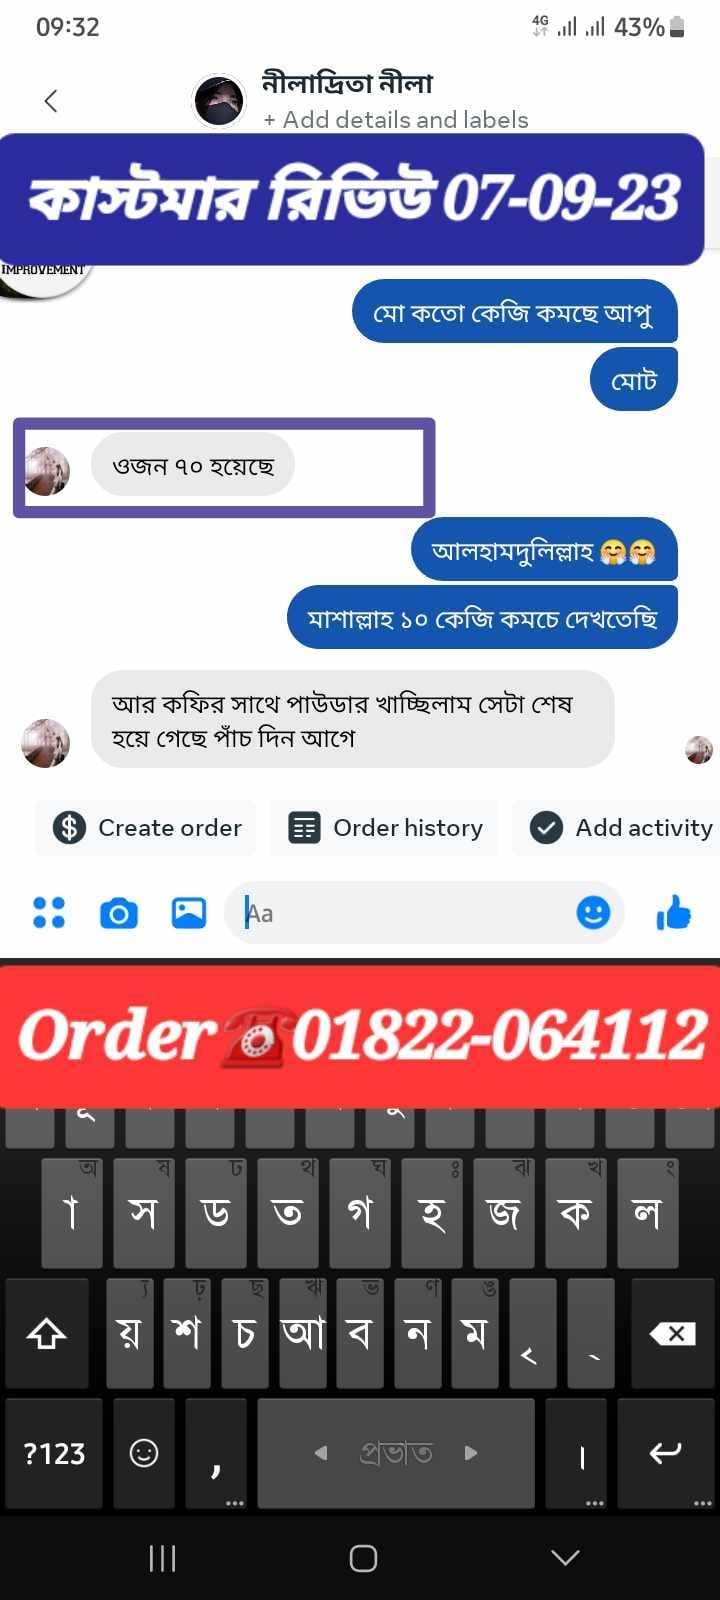 09:32
4G 43%
নীলাদ্রিতা নীলা
+ Add details and labels
কাস্টমার রিভিউ 07-09-23
IMPROVEMENT
মো কতো কেজি কমছে আপু
মোট
ওজন ৭০ হয়েছে
আলহামদুলিল্লাহ 🤗🤗
মাশাল্লাহ ১০ কেজি কমচে দেখতেছি
আর কফির সাথে পাউডার খাচ্ছিলাম সেটা শেষ
হয়ে গেছে পাঁচ দিন আগে
Create order Order history Add activity
Aa
Order ☎ 01822-064112
অ ষ ঢ থ ঘ ঃ ঝ খ ং
া স ড ত গ হ জ ক ল
য ঢ় ছ ঋ ভ ণ ঙ
য় শ চ আ ব ন ম ৃ ্
?123 , প্রভাত ।